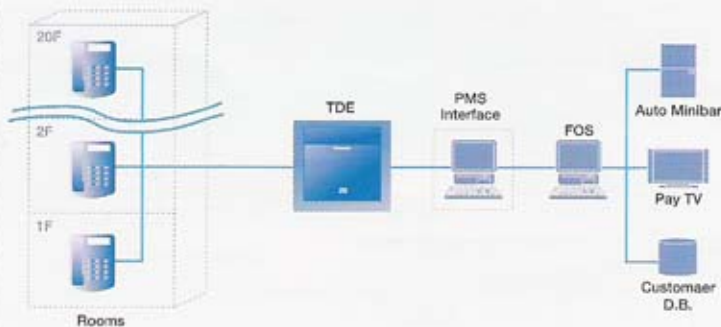 20F
2F
1F
Rooms
TDE
PMS
Interface
FOS
Auto Minibar
Pay TV
Customaer
D.B.